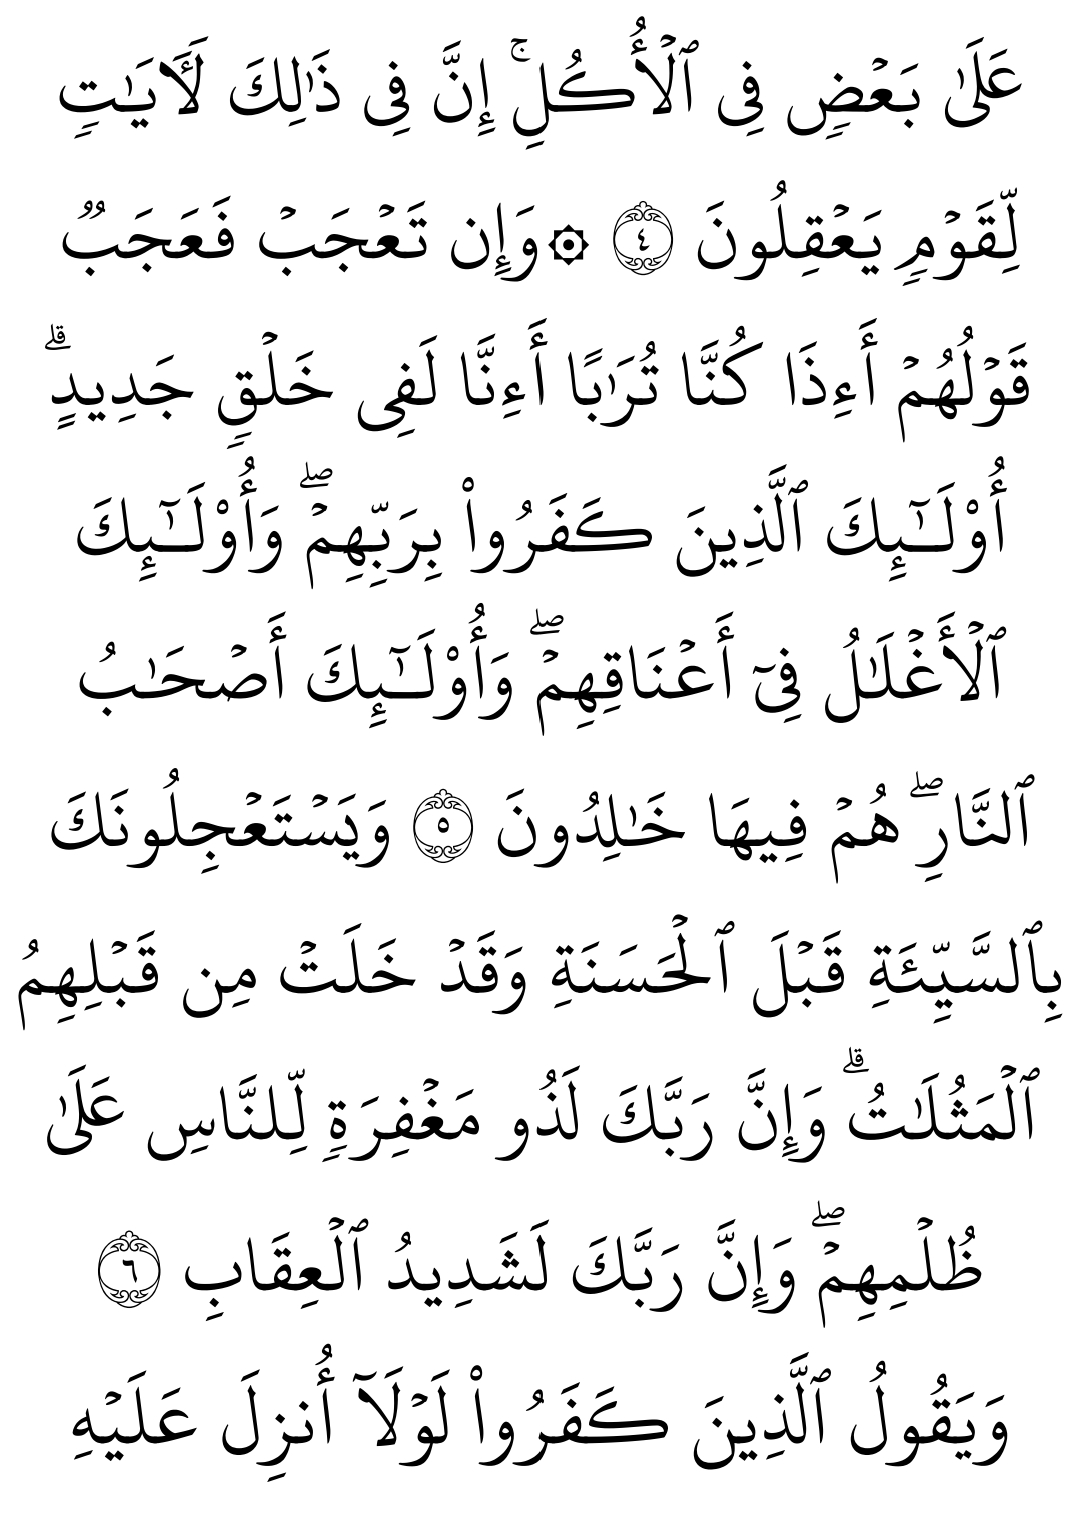 عَلَىٰ بَعۡضٖ فِي ٱلۡأُكُلِۚ إِنَّ فِي ذَٰلِكَ لَأٓيَٰتٖ
لِّقَوۡمٖ يَعۡقِلُونَ ٤ ۞وَإِن تَعۡجَبۡ فَعَجَبٞ
قَوۡلُهُمۡ أَءِذَا كُنَّا تُرَٰبًا أَءِنَّا لَفِي خَلۡقٖ جَدِيدٍۗ
أُوْلَٰٓئِكَ ٱلَّذِينَ كَفَرُواْ بِرَبِّهِمۡۖ وَأُوْلَٰٓئِكَ
ٱلۡأَغۡلَٰلُ فِيٓ أَعۡنَاقِهِمۡۖ وَأُوْلَٰٓئِكَ أَصۡحَٰبُ
ٱلنَّارِۖ هُمۡ فِيهَا خَٰلِدُونَ ٥ وَيَسۡتَعۡجِلُونَكَ
بِٱلسَّيِّئَةِ قَبۡلَ ٱلۡحَسَنَةِ وَقَدۡ خَلَتۡ مِن قَبۡلِهِمُ
ٱلۡمَثُلَٰتُۗ وَإِنَّ رَبَّكَ لَذُو مَغۡفِرَةٖ لِّلنَّاسِ عَلَىٰ
ظُلۡمِهِمۡۖ وَإِنَّ رَبَّكَ لَشَدِيدُ ٱلۡعِقَابِ ٦
وَيَقُولُ ٱلَّذِينَ كَفَرُواْ لَوۡلَآ أُنزِلَ عَلَيۡهِ